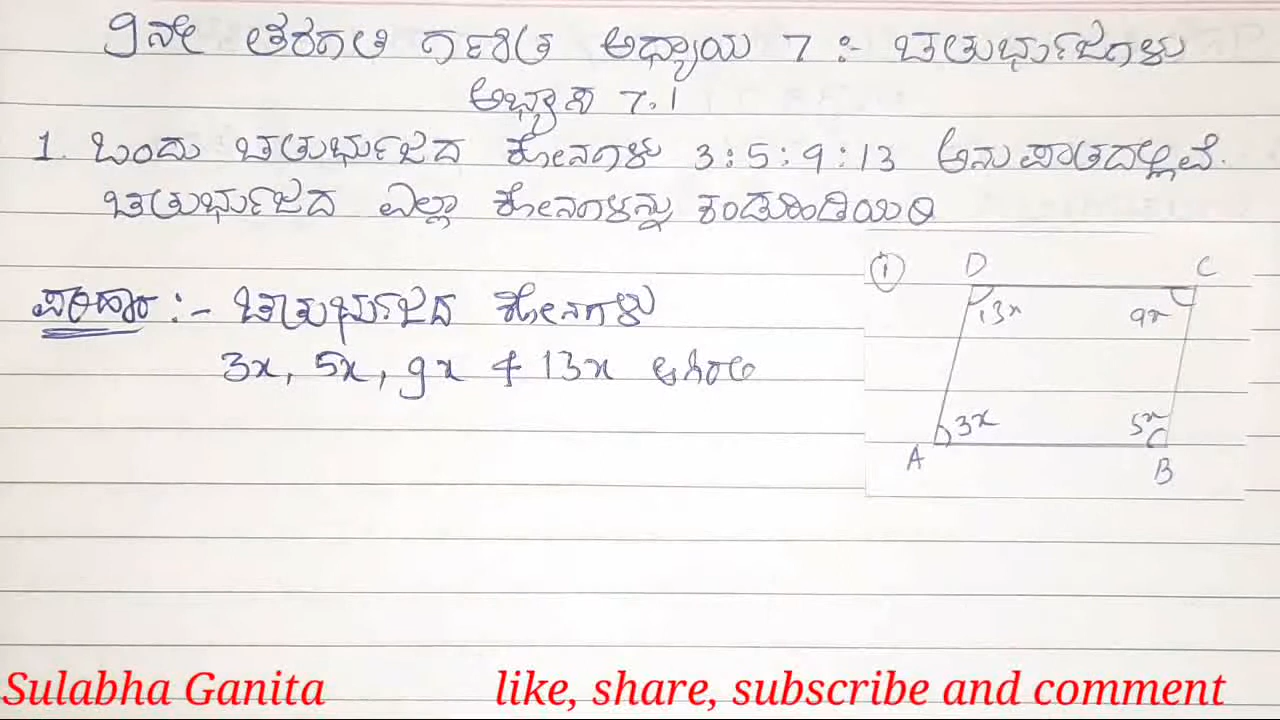 9ನೇ ತರಗತಿ ಗಣಿತ ಅಧ್ಯಾಯ 7 :- ಚತುರ್ಭುಜಗಳು
ಅಭ್ಯಾಸ 7.1
1. ಒಂದು ಚತುರ್ಭುಜದ ಕೋನಗಳು 3:5:9:13 ಅನುಪಾತದಲ್ಲಿವೆ.
ಚತುರ್ಭುಜದ ಎಲ್ಲಾ ಕೋನಗಳನ್ನು ಕಂಡುಹಿಡಿಯಿರಿ
ಪರಿಹಾರ :- ಚತುರ್ಭುಜದ ಕೋನಗಳು
3x, 5x, 9x & 13x ಆಗಿರಲಿ
①
D C
13x 9x
3x 5x
A B
Sulabha Ganita like, share, subscribe and comment